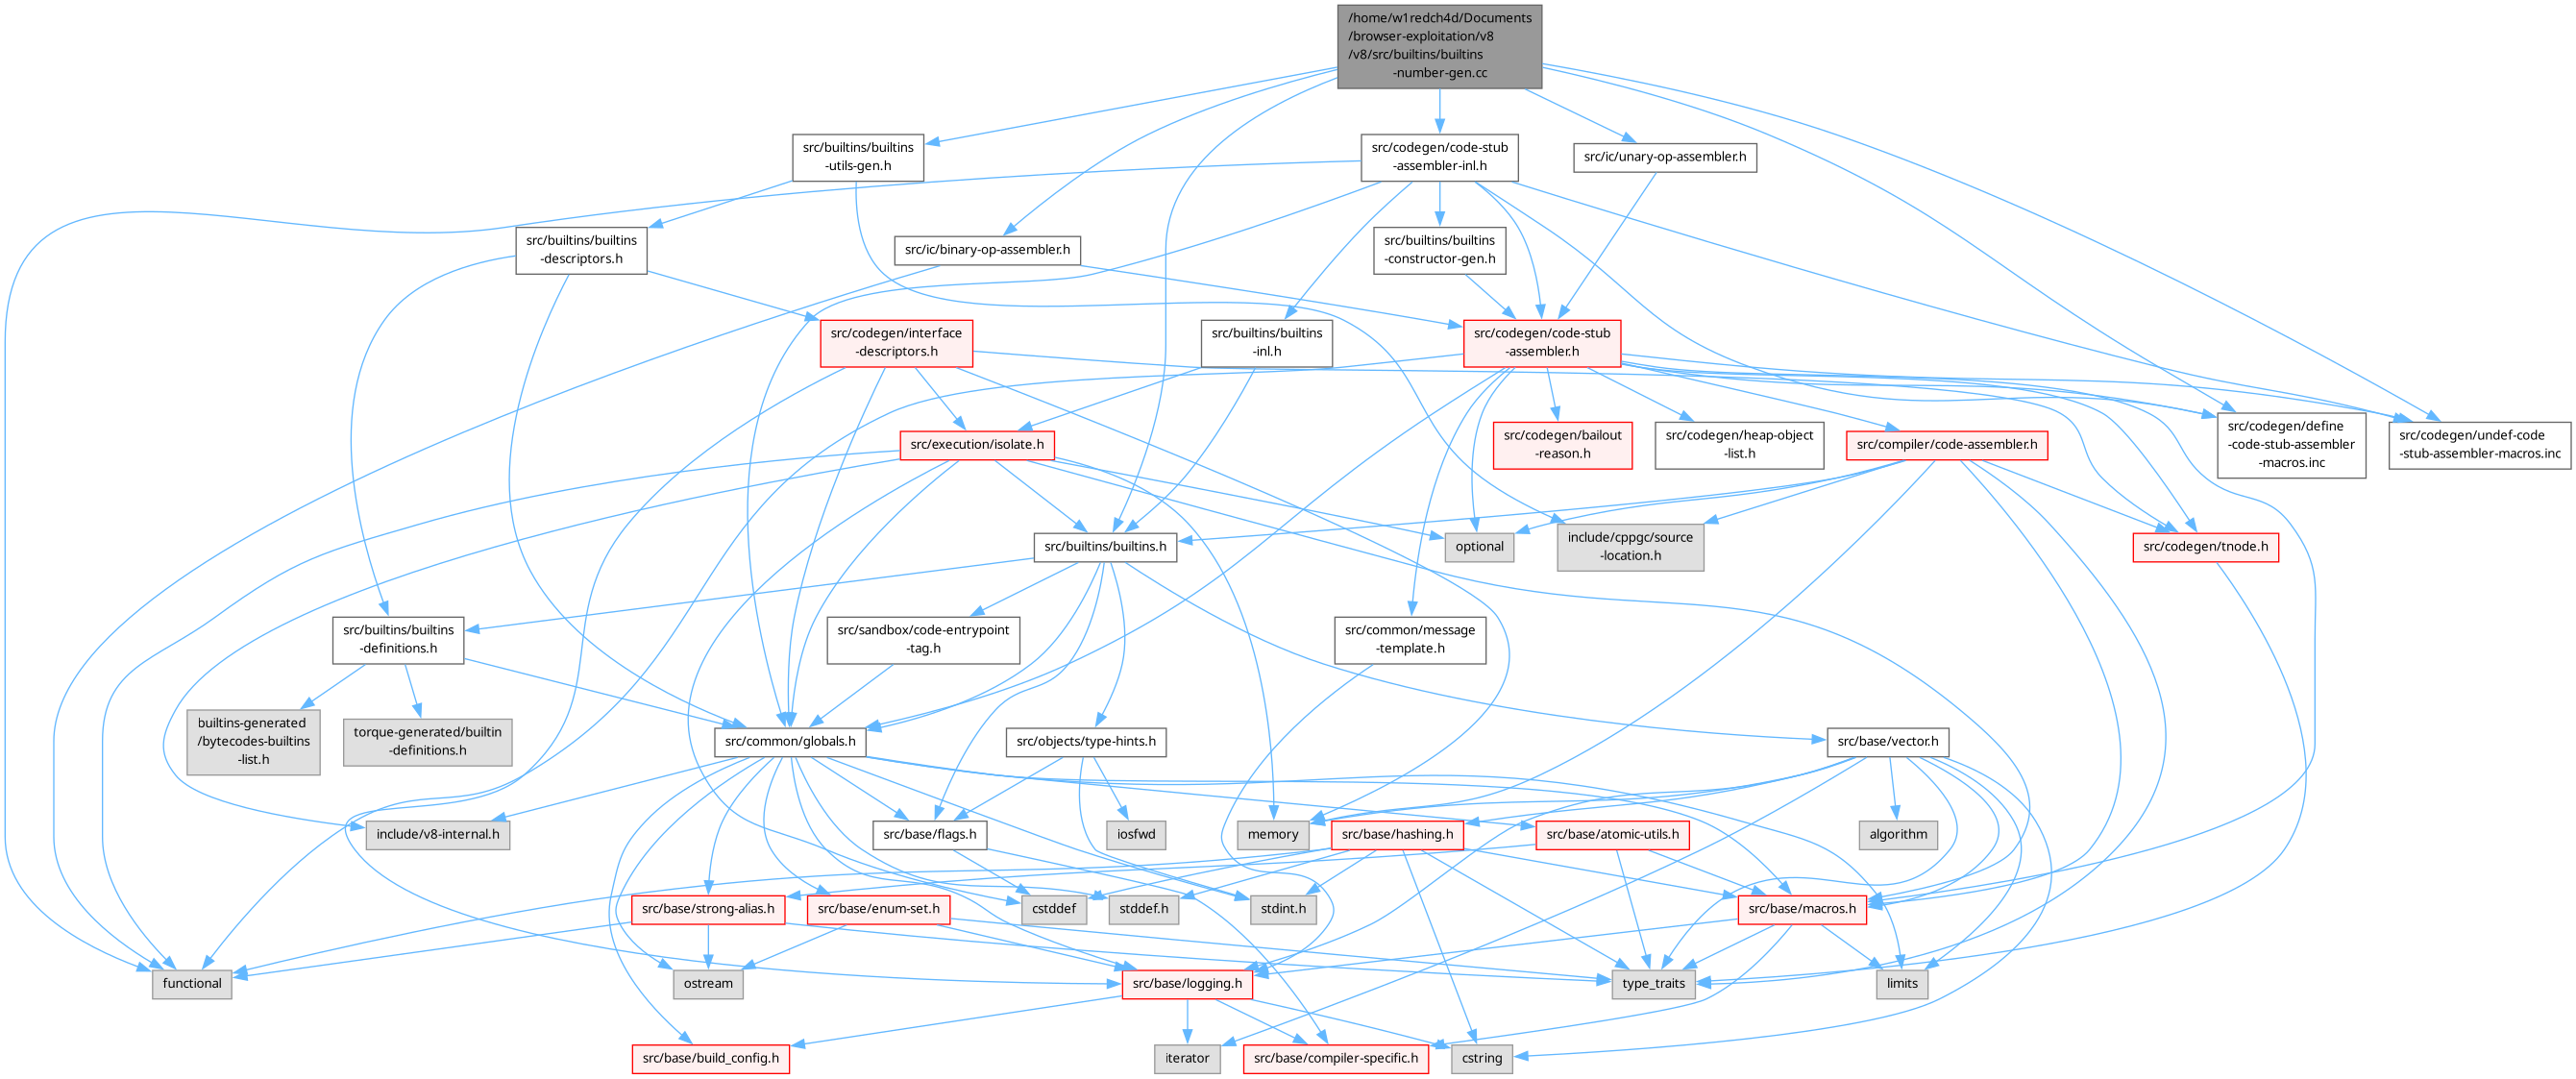 /home/w1redch4d/Documents
/browser-exploitation/v8
/v8/src/builtins/builtins
-number-gen.cc
src/builtins/builtins
-utils-gen.h
src/codegen/code-stub
-assembler-inl.h
src/ic/unary-op-assembler.h
src/builtins/builtins
-descriptors.h
src/ic/binary-op-assembler.h
src/builtins/builtins
-constructor-gen.h
src/codegen/interface
-descriptors.h
src/builtins/builtins
-inl.h
src/codegen/code-stub
-assembler.h
src/execution/isolate.h
src/codegen/bailout
-reason.h
src/codegen/heap-object
-list.h
src/compiler/code-assembler.h
src/codegen/define
-code-stub-assembler
-macros.inc
src/codegen/undef-code
-stub-assembler-macros.inc
src/builtins/builtins.h
optional
include/cppgc/source
-location.h
src/codegen/tnode.h
src/builtins/builtins
-definitions.h
src/sandbox/code-entrypoint
-tag.h
src/common/message
-template.h
builtins-generated
/bytecodes-builtins
-list.h
torque-generated/builtin
-definitions.h
src/common/globals.h
src/objects/type-hints.h
src/base/vector.h
include/v8-internal.h
src/base/flags.h
iosfwd
memory
src/base/hashing.h
src/base/atomic-utils.h
algorithm
src/base/strong-alias.h
src/base/enum-set.h
cstddef
stddef.h
stdint.h
src/base/macros.h
functional
ostream
src/base/logging.h
type_traits
limits
src/base/build_config.h
iterator
src/base/compiler-specific.h
cstring